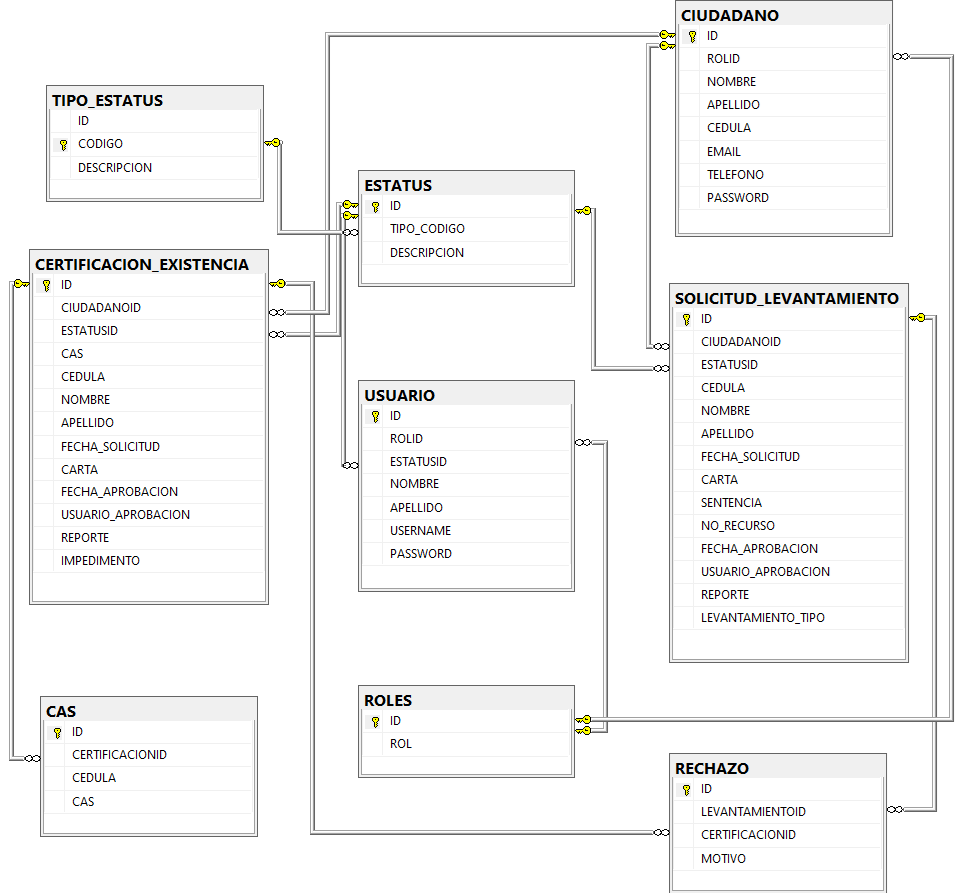 CIUDADANO
ID
ROLID
NOMBRE
APELLIDO
CEDULA
EMAIL
TELEFONO
PASSWORD
TIPO_ESTATUS
ID
CODIGO
DESCRIPCION
ESTATUS
ID
TIPO_CODIGO
DESCRIPCION
CERTIFICACION_EXISTENCIA
ID
CIUDADANOID
ESTATUSID
CAS
CEDULA
NOMBRE
APELLIDO
FECHA_SOLICITUD
CARTA
FECHA_APROBACION
USUARIO_APROBACION
REPORTE
IMPEDIMENTO
SOLICITUD_LEVANTAMIENTO
ID
CIUDADANOID
ESTATUSID
CEDULA
NOMBRE
APELLIDO
FECHA_SOLICITUD
CARTA
SENTENCIA
NO_RECURSO
FECHA_APROBACION
USUARIO_APROBACION
REPORTE
LEVANTAMIENTO_TIPO
USUARIO
ID
ROLID
ESTATUSID
NOMBRE
APELLIDO
USERNAME
PASSWORD
ROLES
ID
ROL
CAS
ID
CERTIFICACIONID
CEDULA
CAS
RECHAZO
ID
LEVANTAMIENTOID
CERTIFICACIONID
MOTIVO